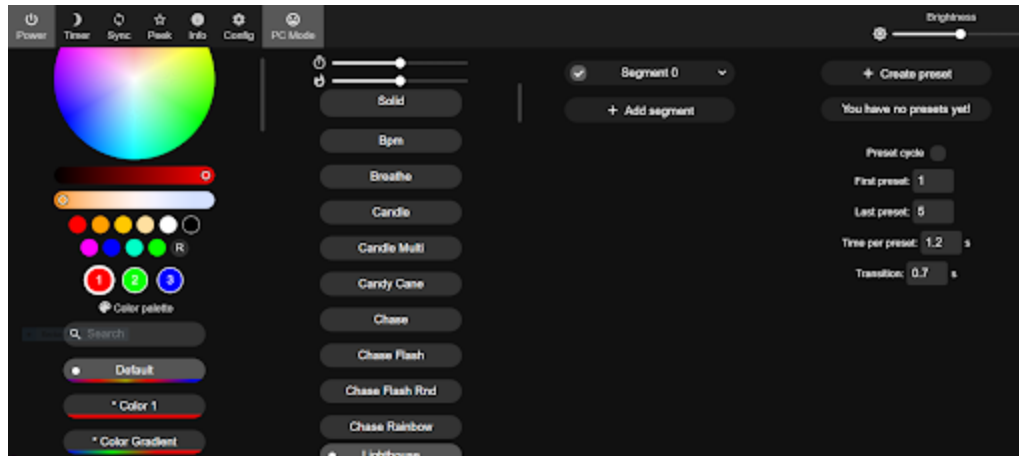 Power Timer Sync Peek Info Config PC Mode
Brightness
Solid
Bpm
Breathe
Candle
Candle Multi
Candy Cane
Chase
Chase Flash
Chase Flash Rnd
Chase Rainbow
Lighthouse
R
1 2 3
Color palette
Search
Default
* Color 1
* Color Gradient
Segment 0
+ Add segment
+ Create preset
You have no presets yet!
Preset cycle
First preset: 1
Last preset: 5
Time per preset: 1.2 s
Transition: 0.7 s